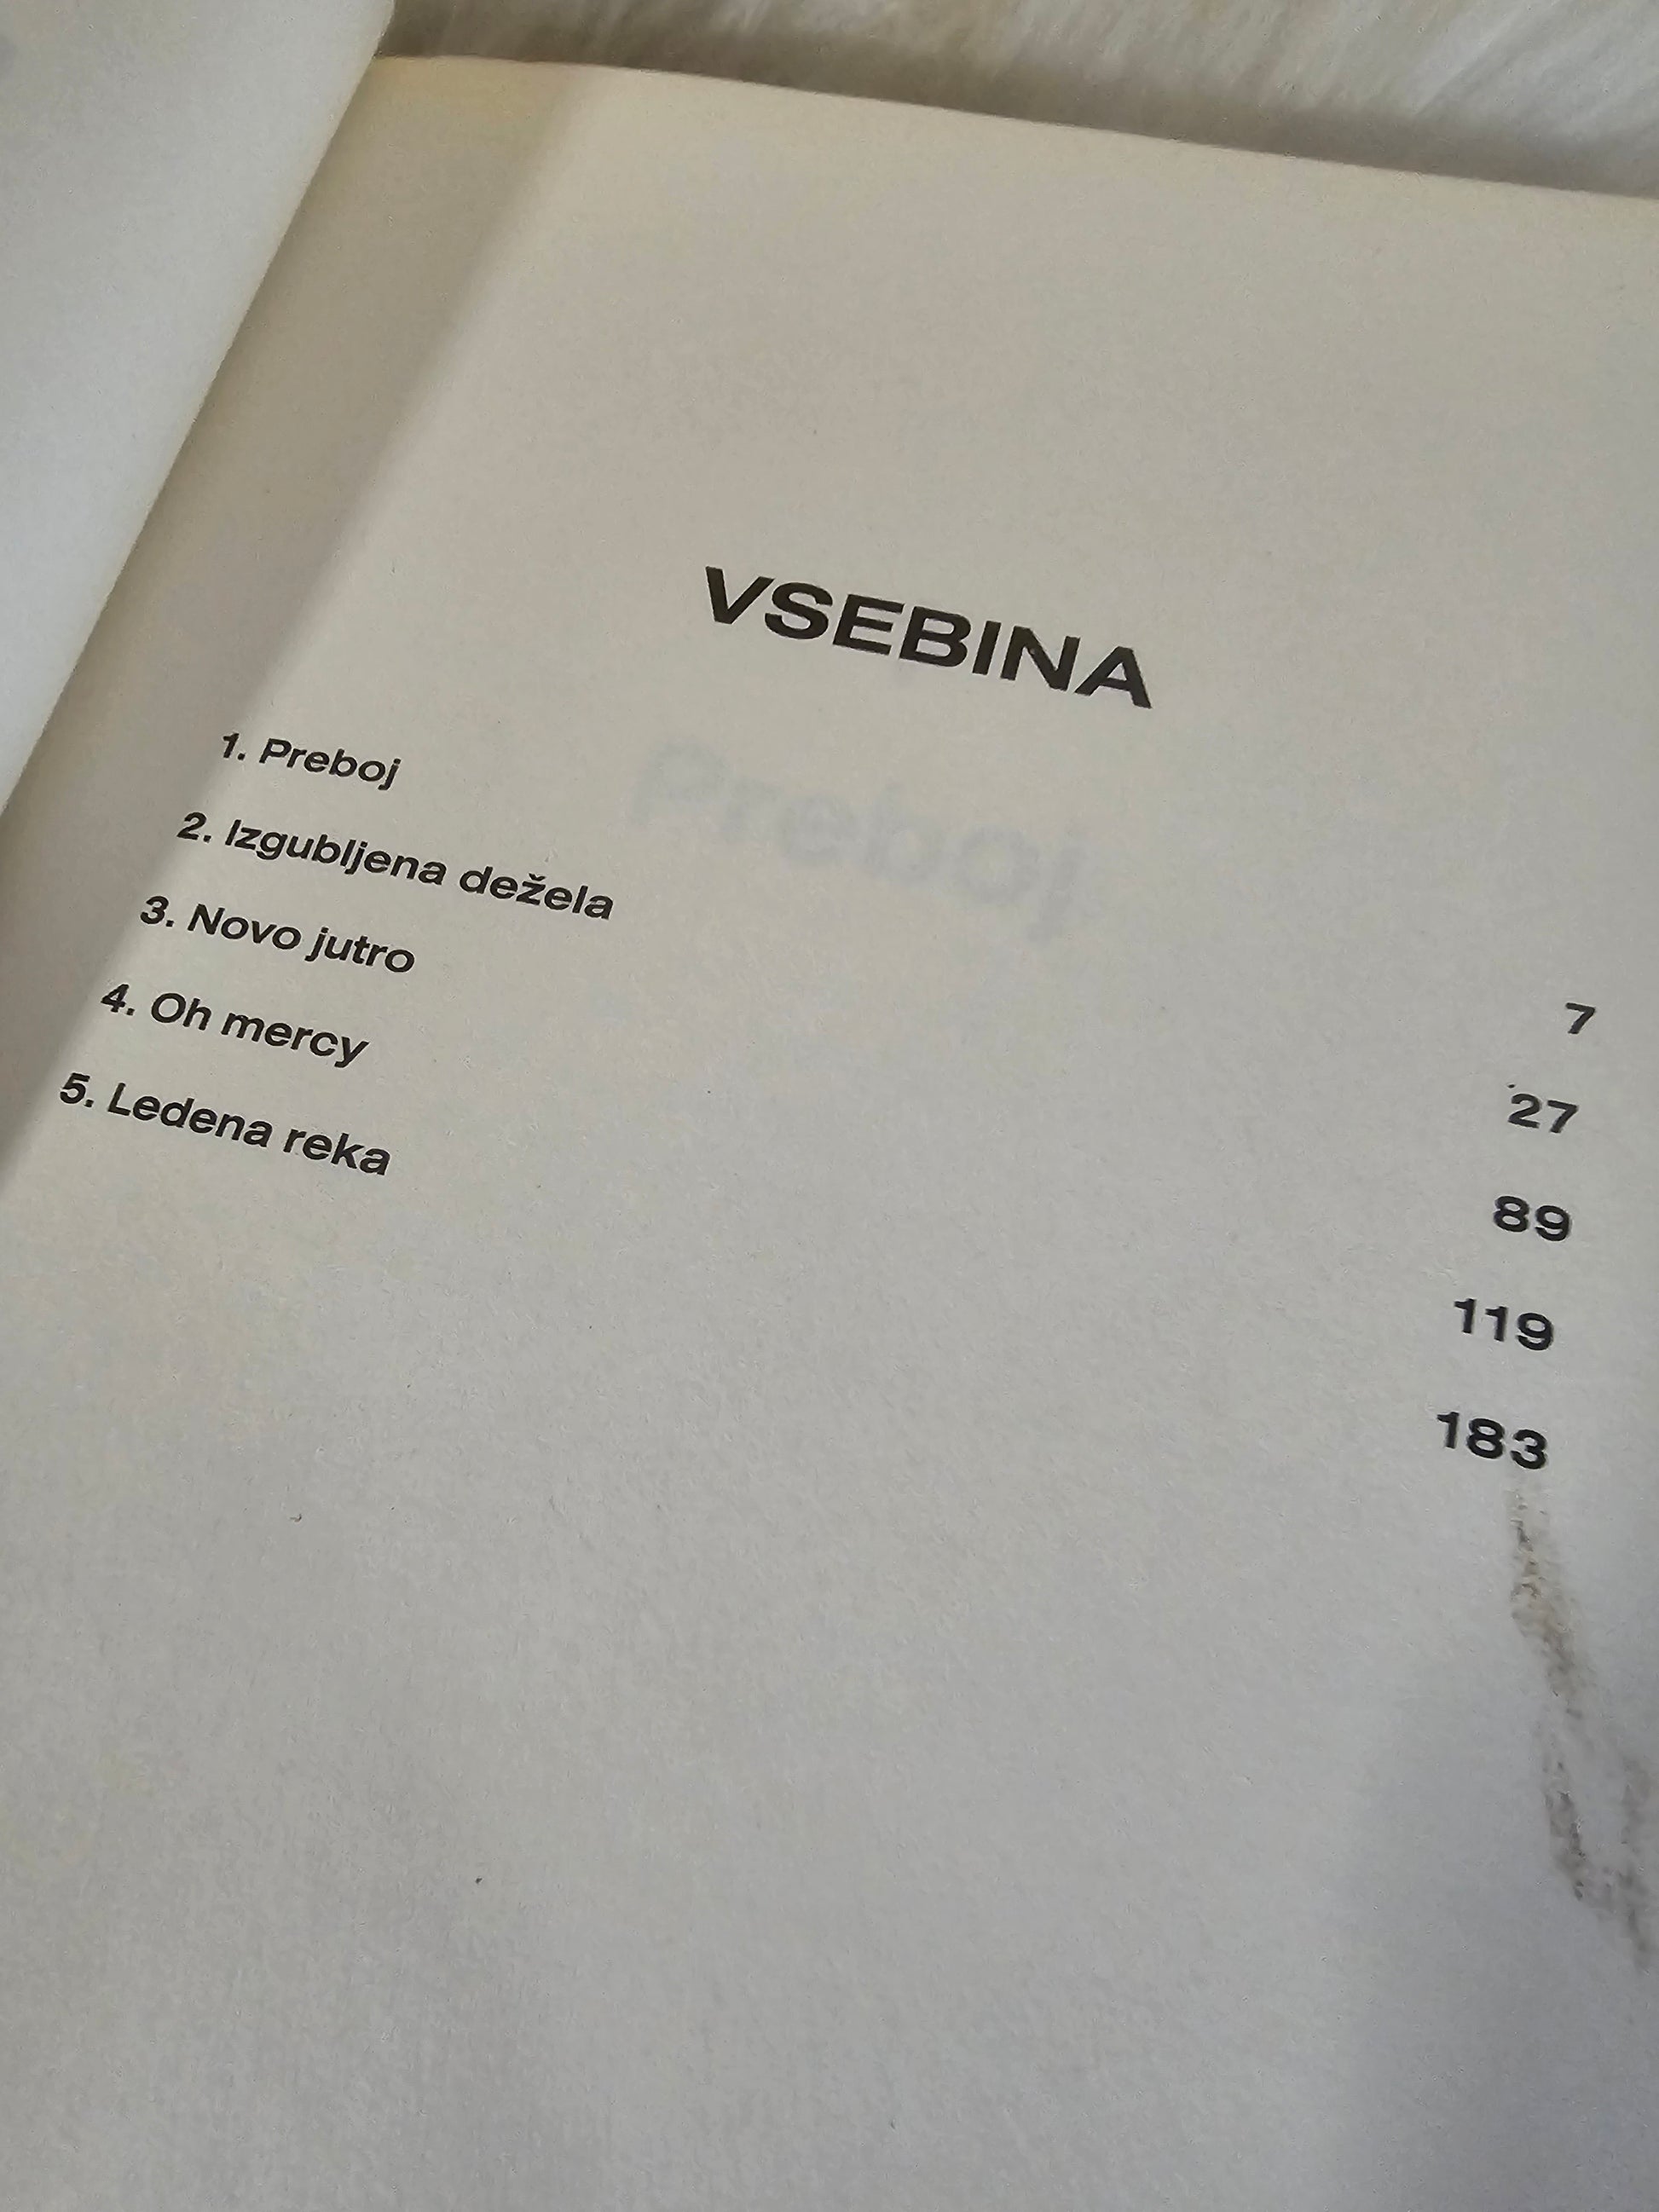 VSEBINA
1. Preboj 7
2. Izgubljena dežela 27
3. Novo jutro 89
4. Oh mercy 119
5. Ledena reka 183
Preboj